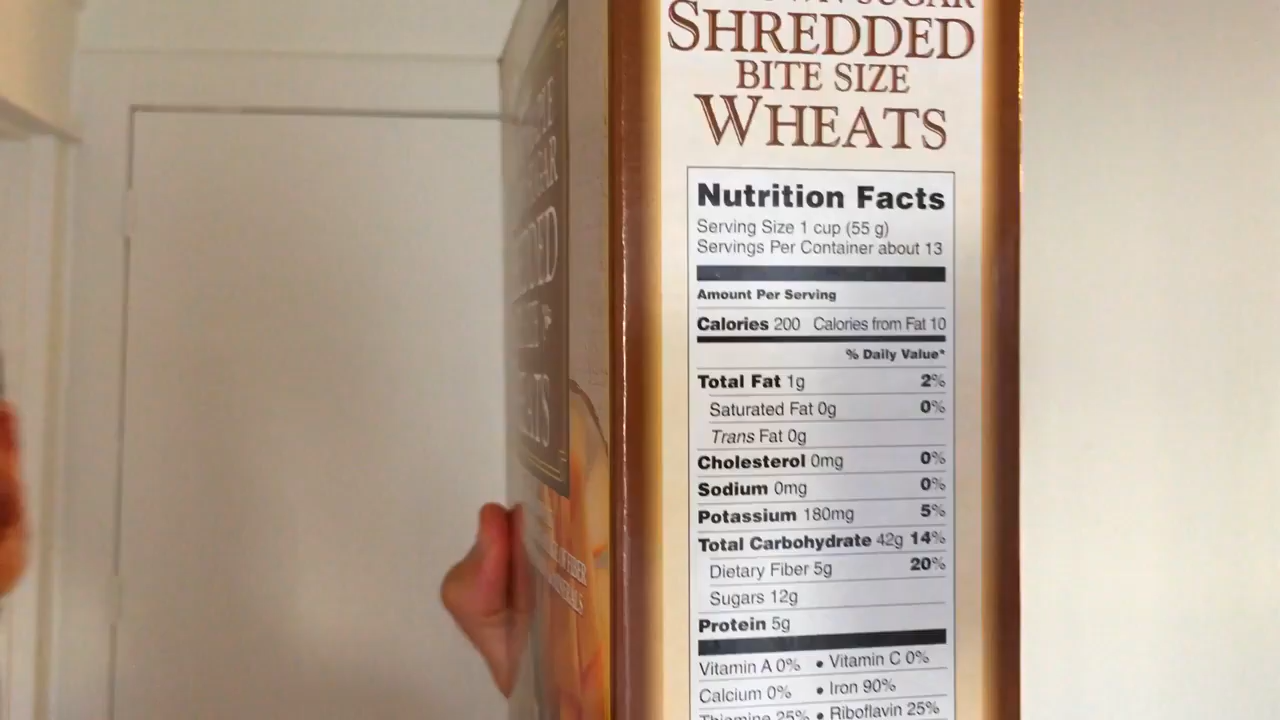 SUGAR
SHREDDED
BITE SIZE
WHEATS
Nutrition Facts
Serving Size 1 cup (55 g)
Servings Per Container about 13
Amount Per Serving
Calories 200 Calories from Fat 10
% Daily Value*
Total Fat 1g 2%
Saturated Fat 0g 0%
Trans Fat 0g
Cholesterol 0mg 0%
Sodium 0mg 0%
Potassium 180mg 5%
Total Carbohydrate 42g 14%
Dietary Fiber 5g 20%
Sugars 12g
Protein 5g
Vitamin A 0% • Vitamin C 0%
Calcium 0% • Iron 90%
Thiamine 25% • Riboflavin 25%